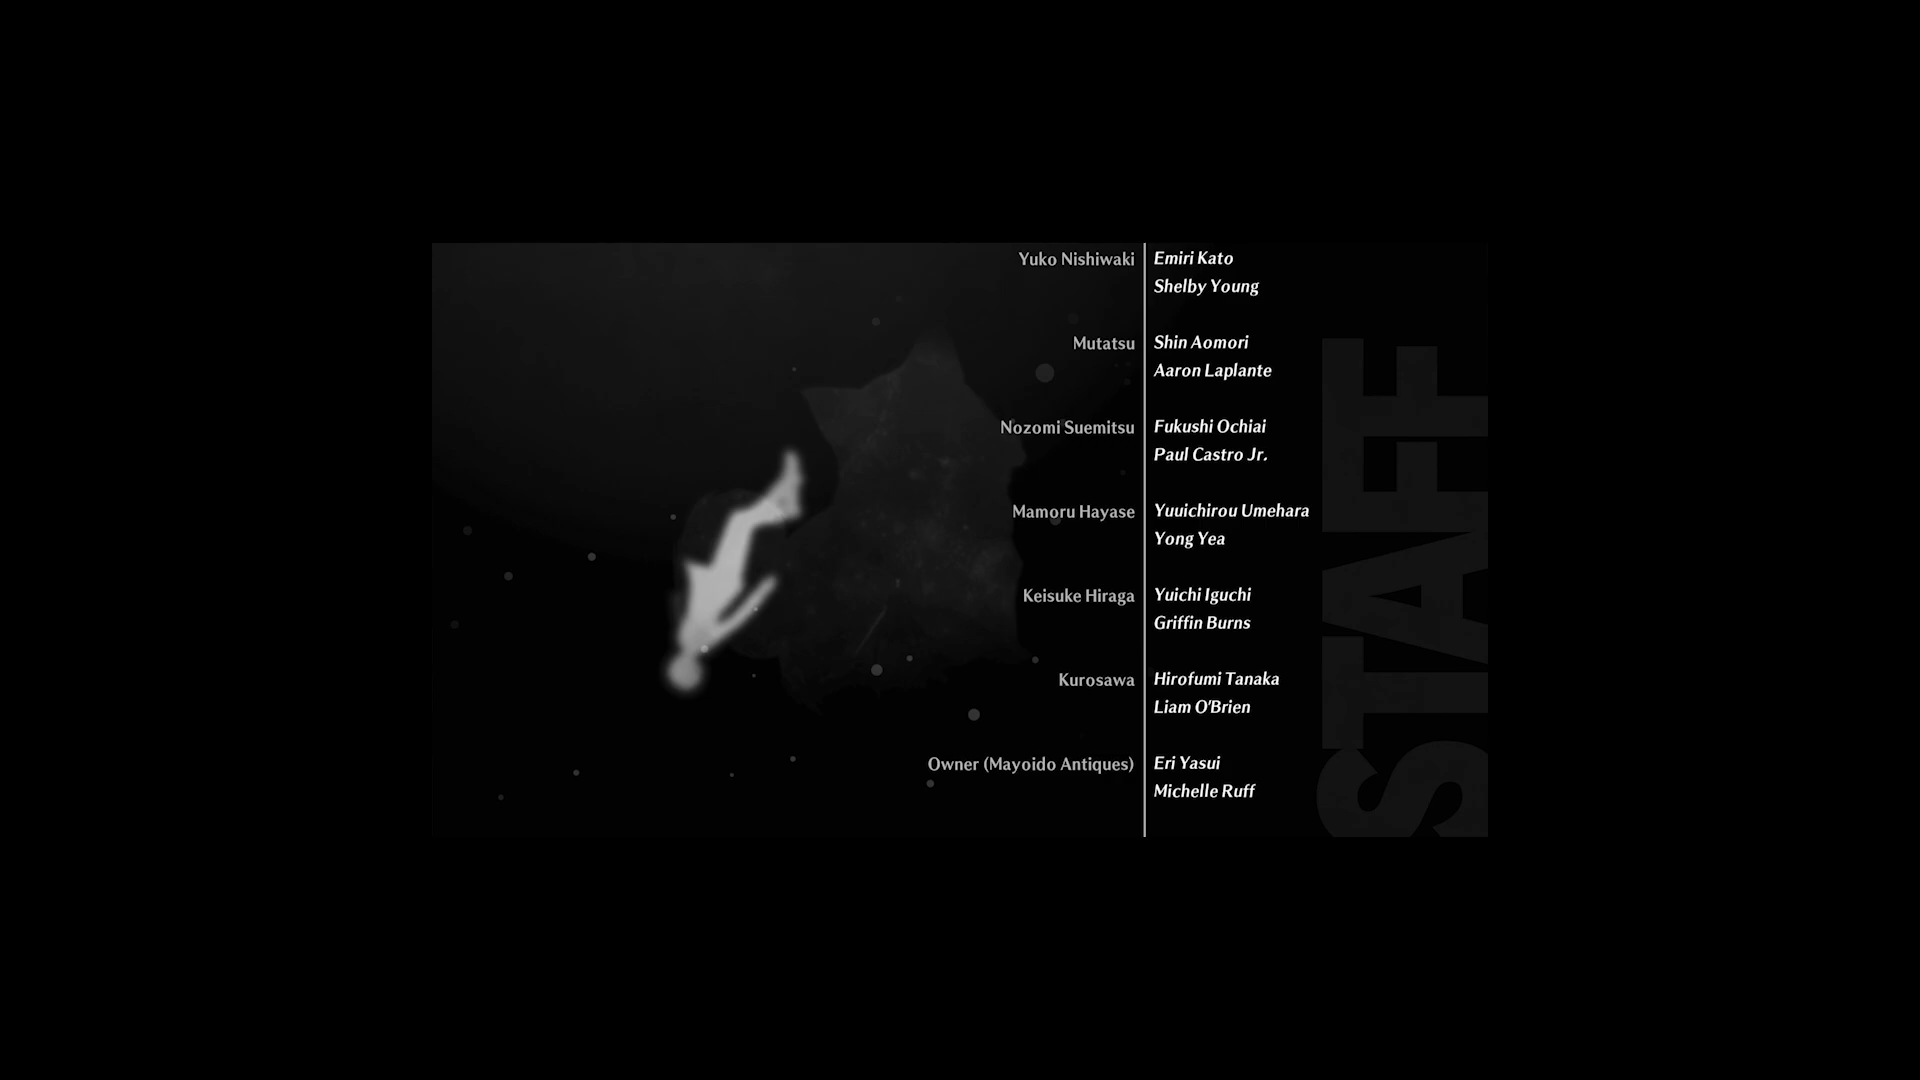 Yuko Nishiwaki Emiri Kato
Shelby Young
Mutatsu Shin Aomori
Aaron Laplante
Nozomi Suemitsu Fukushi Ochiai
Paul Castro Jr.
Mamoru Hayase Yuuichirou Umehara
Yong Yea
Keisuke Hiraga Yuichi Iguchi
Griffin Burns
Kurosawa Hirofumi Tanaka
Liam O'Brien
Owner (Mayoido Antiques) Eri Yasui
Michelle Ruff
STAFF